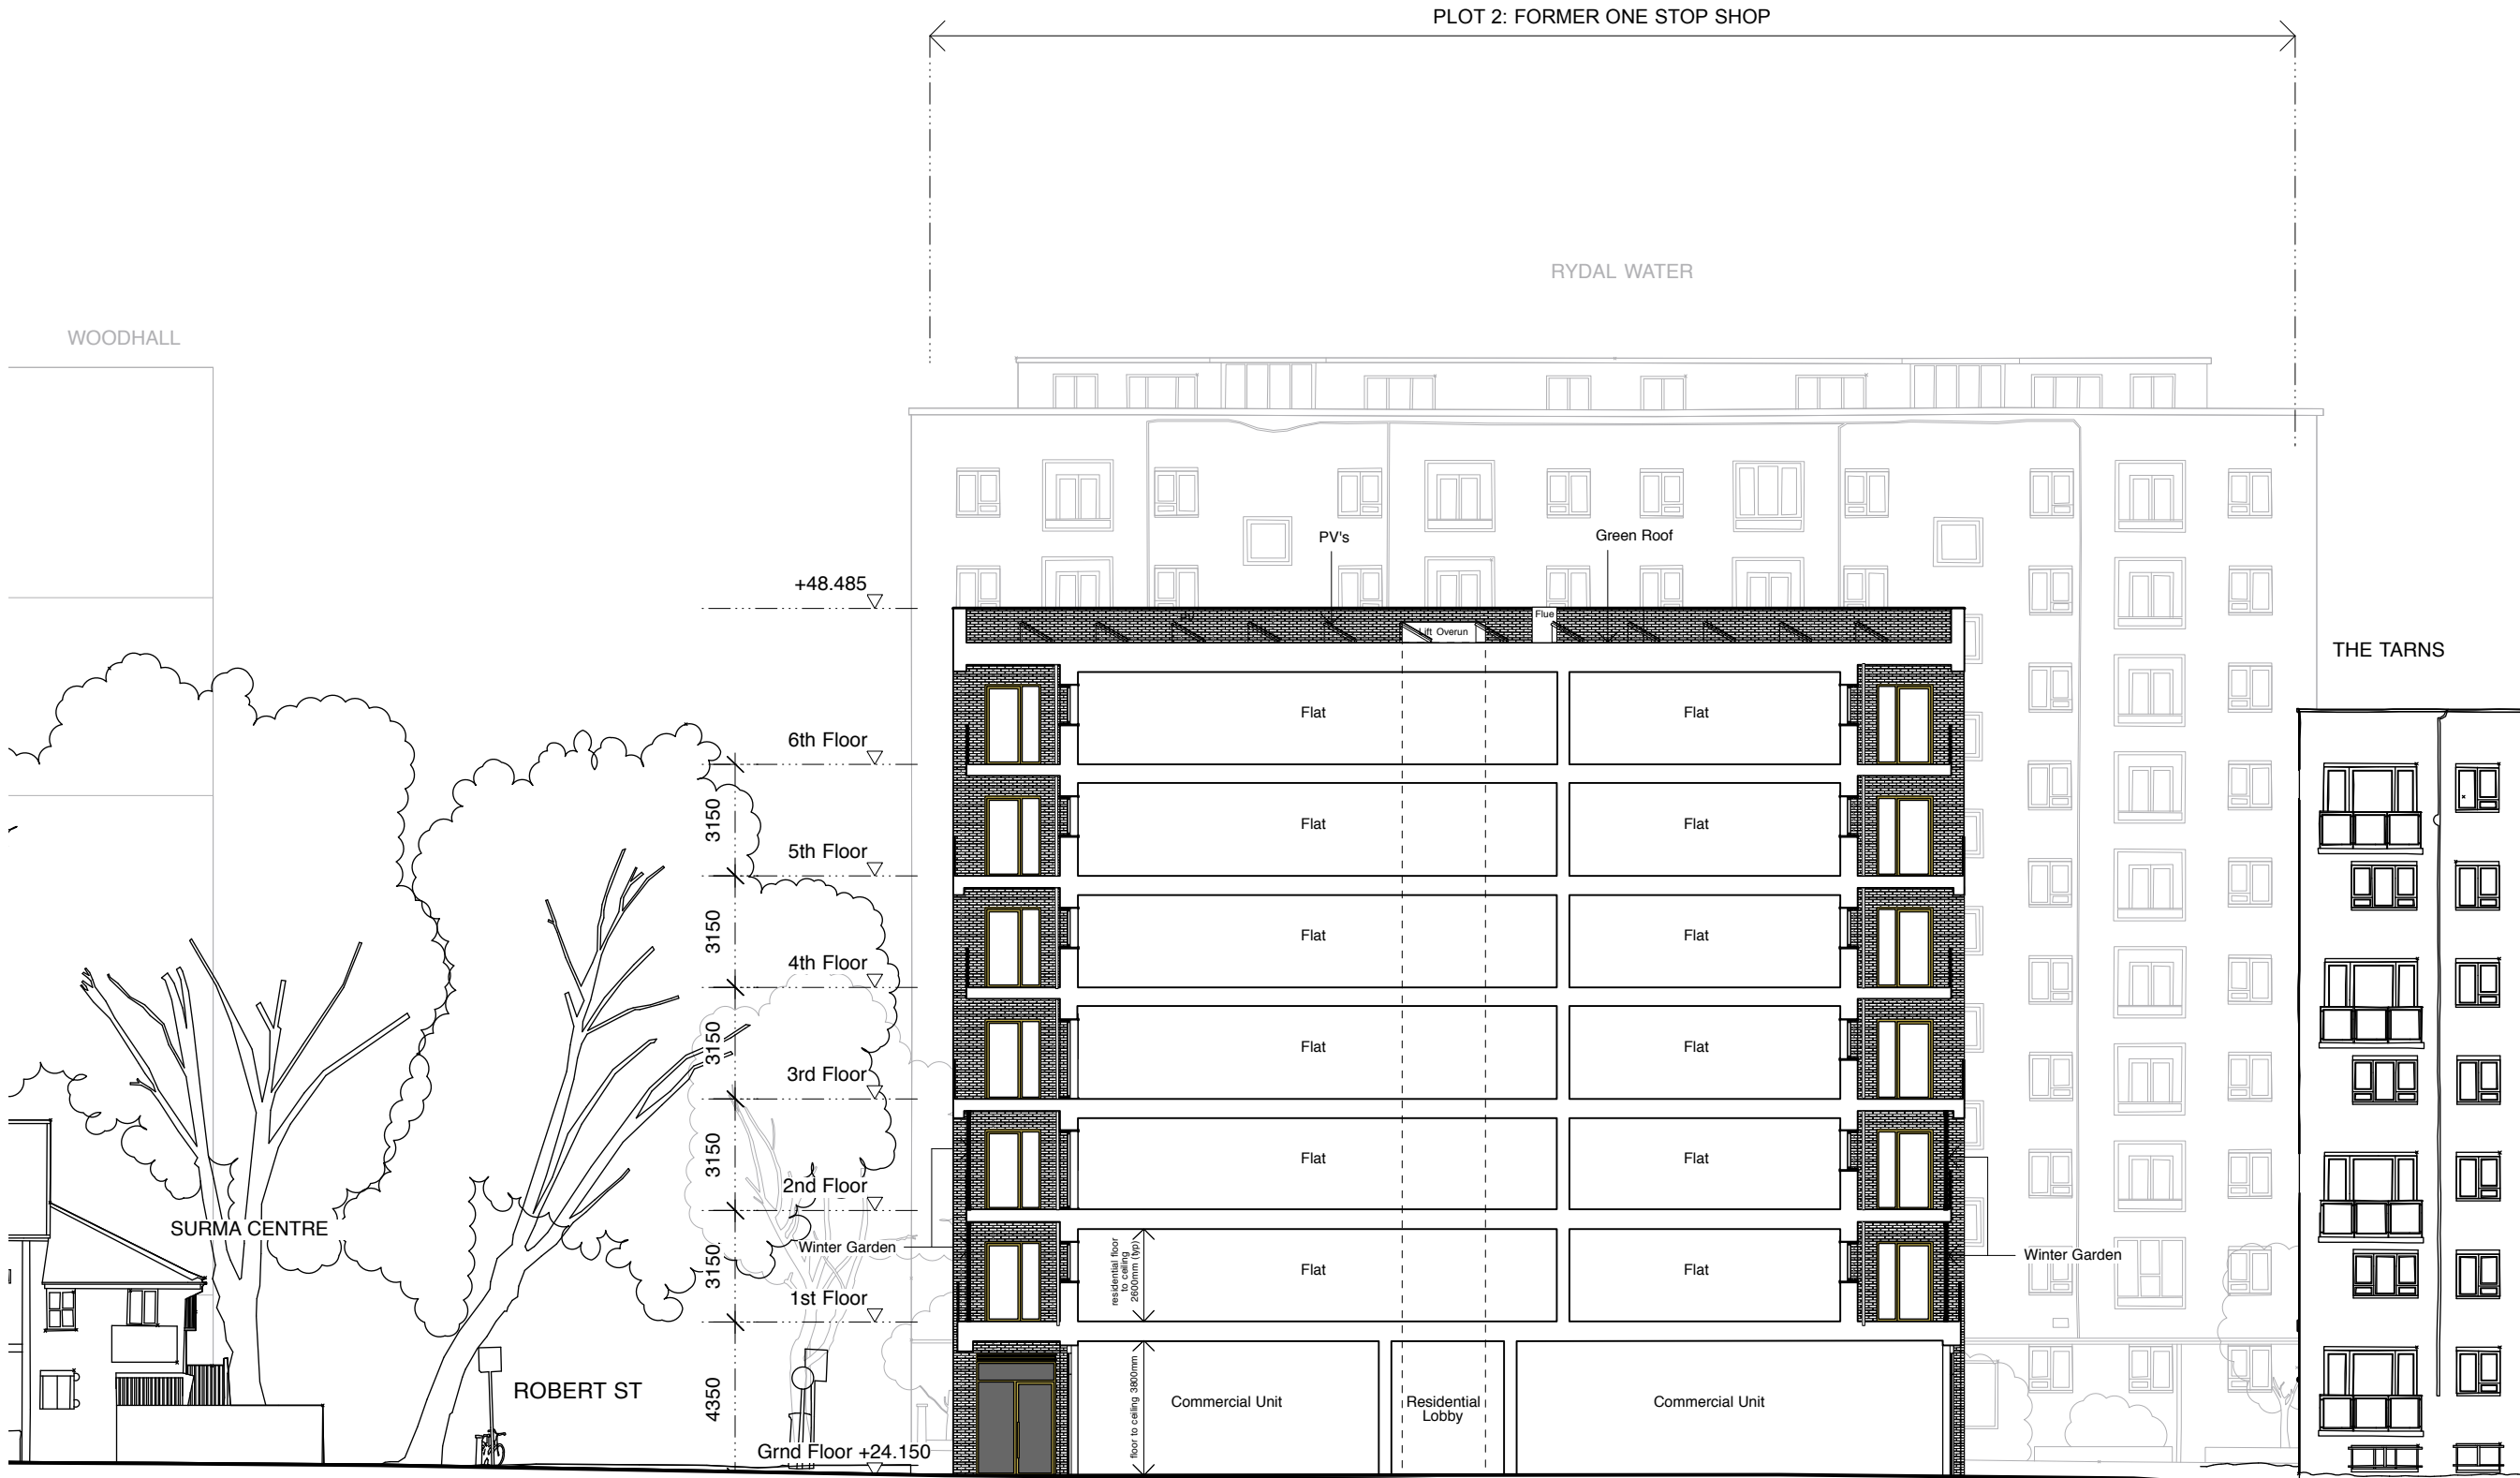 PLOT 2: FORMER ONE STOP SHOP
RYDAL WATER
WOODHALL
PV's
Green Roof
+48.485
Flue
Lift Overun
THE TARNS
Flat
Flat
6th Floor
3150
Flat
Flat
5th Floor
3150
Flat
Flat
4th Floor
3150
Flat
Flat
3rd Floor
3150
Flat
Flat
2nd Floor
SURMA CENTRE
Winter Garden
3150
residential floor
to ceiling
2600mm (typ)
Flat
Flat
Winter Garden
1st Floor
ROBERT ST
4350
floor to ceiling 3800mm
Commercial Unit
Residential
Lobby
Commercial Unit
Grnd Floor +24.150